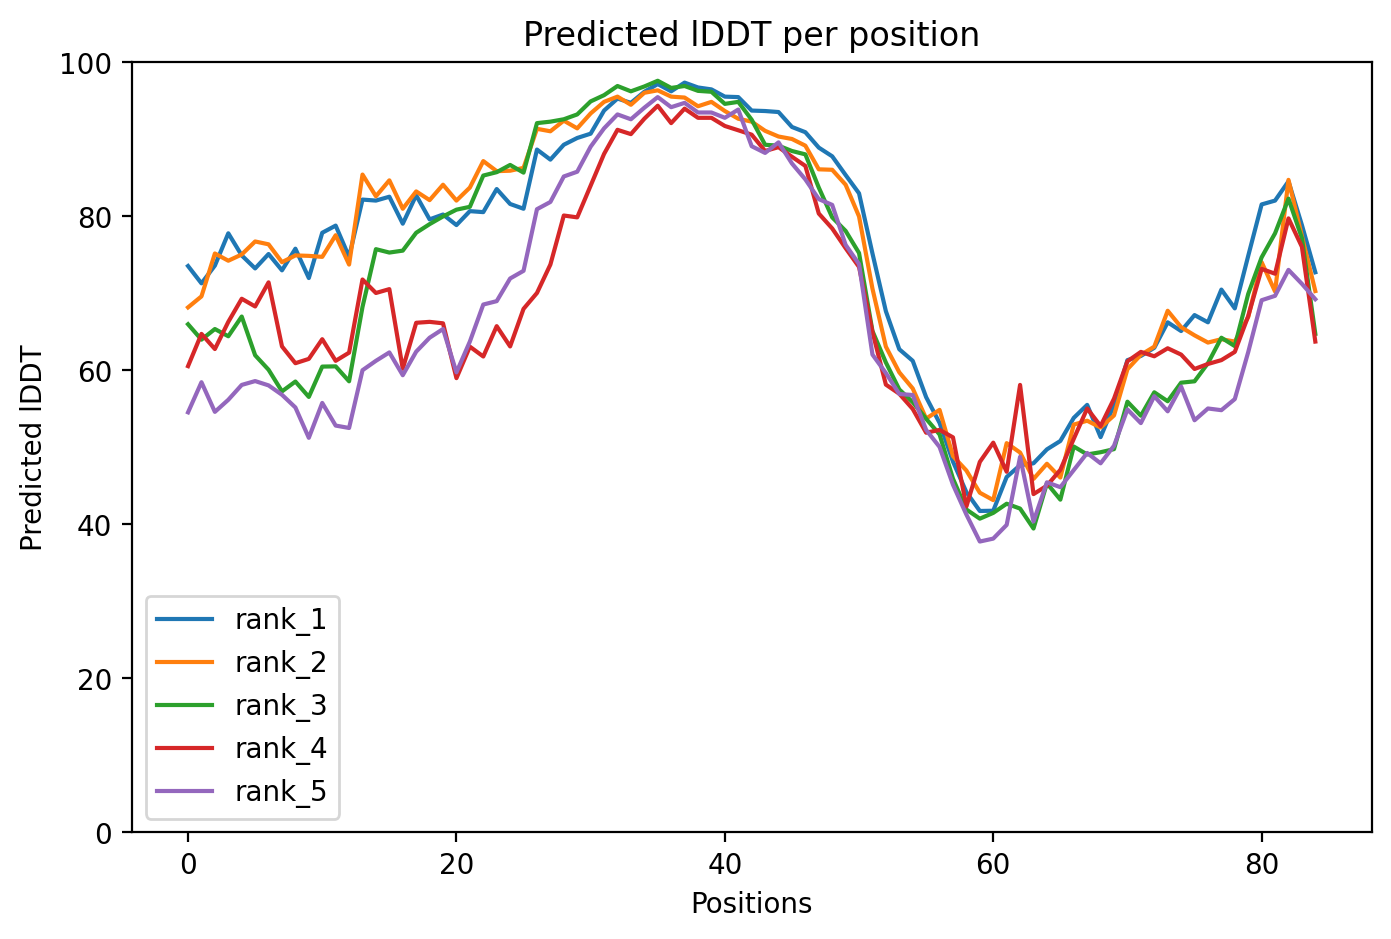 Predicted lDDT per position
100
80
60
40
20
0
Predicted lDDT
rank_1
rank_2
rank_3
rank_4
rank_5
0 20 40 60 80
Positions